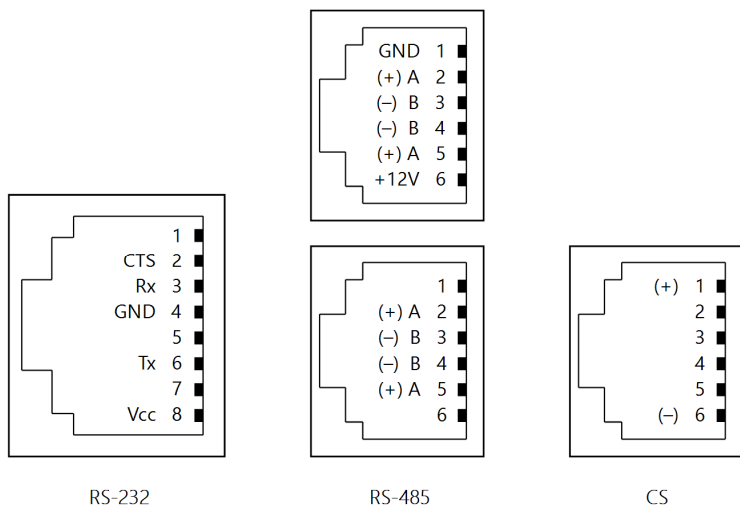 GND 1
(+) A 2
(–) B 3
(–) B 4
(+) A 5
+12V 6
1
CTS 2
Rx 3
GND 4
5
Tx 6
7
Vcc 8
1
(+) A 2
(–) B 3
(–) B 4
(+) A 5
6
(+) 1
2
3
4
5
(–) 6
RS-232
RS-485
CS